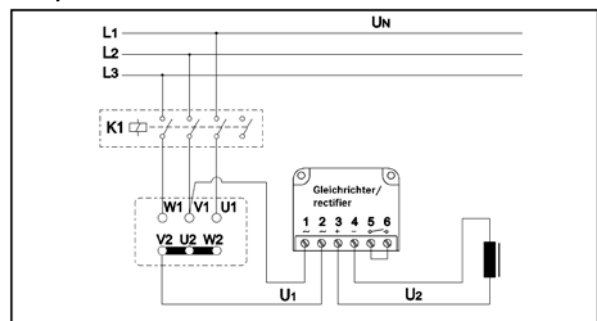 UN
L1
L2
L3
K1
W1 V1 U1
V2 U2 W2
Gleichrichter/
rectifier
1 2 3 4 5 6
~ ~ + -
U1
U2